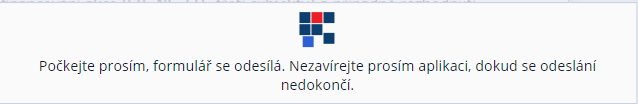 Počkejte prosím, formulář se odesílá. Nezavírejte prosím aplikaci, dokud se odeslání
nedokončí.